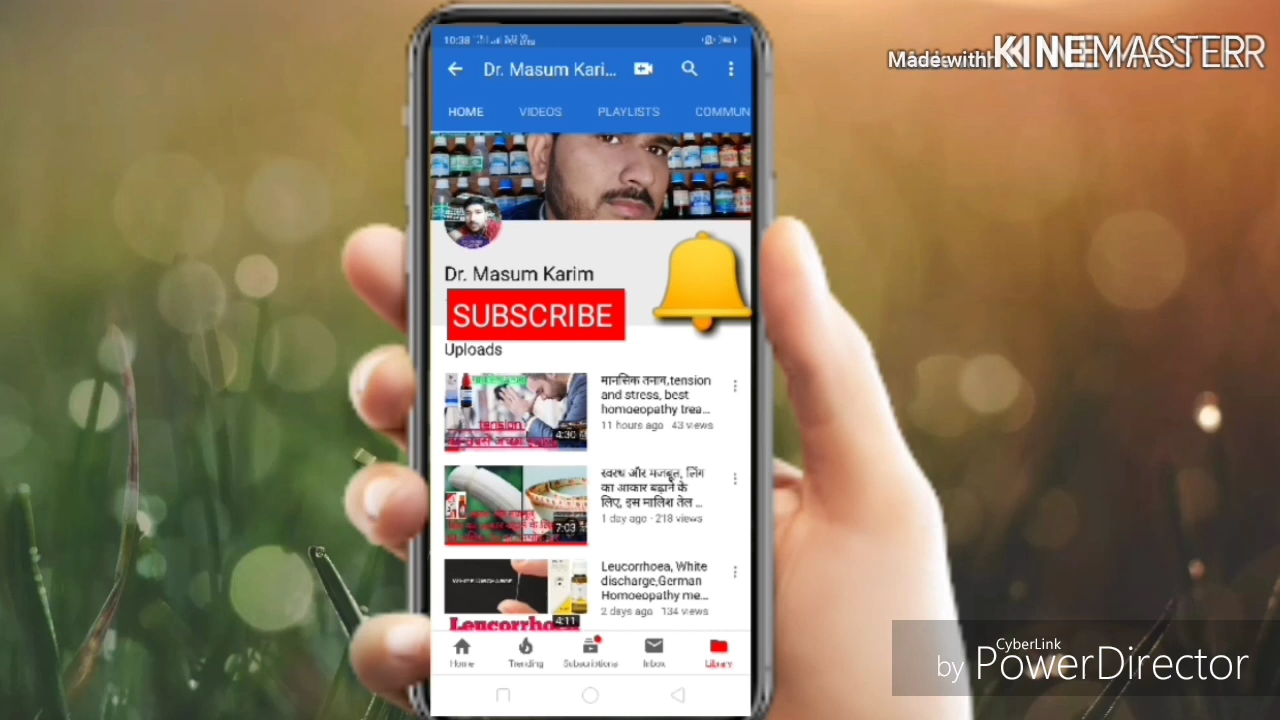 10:38
Made with KINEMASTER
Dr. Masum Kari...
HOME VIDEOS PLAYLISTS COMMUN
Dr. Masum Karim
SUBSCRIBE
Uploads
मानसिक तनाव,tension
and stress, best
homoeopathy trea...
11 hours ago · 43 views
tension
4:30
स्वस्थ और मजबूत, लिंग
का आकार बढ़ाने के
लिए, इस मालिश तेल ...
1 day ago · 218 views
7:03
Leucorrhoea, White
discharge,German
Homoeopathy me...
2 days ago · 134 views
WHITE DISCHARGE
4:11
Leucorrhoea
Home Trending Subscriptions Inbox Library
CyberLink
by PowerDirector